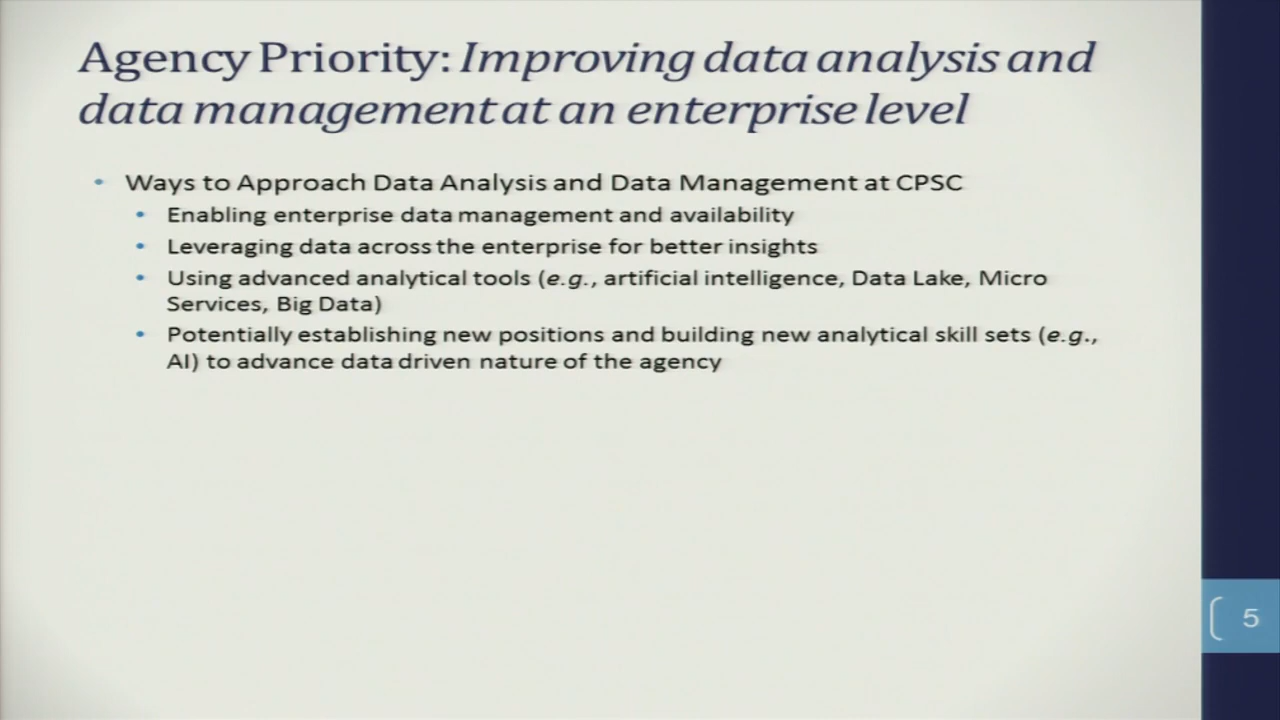 Agency Priority: Improving data analysis and
data management at an enterprise level
• Ways to Approach Data Analysis and Data Management at CPSC
• Enabling enterprise data management and availability
• Leveraging data across the enterprise for better insights
• Using advanced analytical tools (e.g., artificial intelligence, Data Lake, Micro
Services, Big Data)
• Potentially establishing new positions and building new analytical skill sets (e.g.,
AI) to advance data driven nature of the agency
5